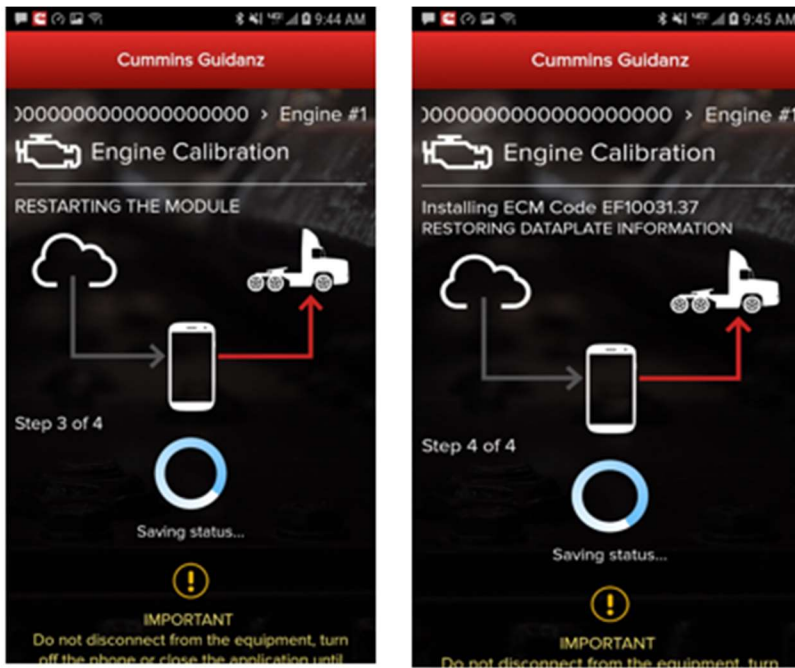 9:44 AM
Cummins Guidanz
00000000000000000000 > Engine #1
Engine Calibration
RESTARTING THE MODULE
Step 3 of 4
Saving status...
IMPORTANT
Do not disconnect from the equipment, turn
off the phone or close the application until
9:45 AM
Cummins Guidanz
00000000000000000000 > Engine #1
Engine Calibration
Installing ECM Code EF10031.37
RESTORING DATAPLATE INFORMATION
Step 4 of 4
Saving status...
IMPORTANT
Do not disconnect from the equipment, turn